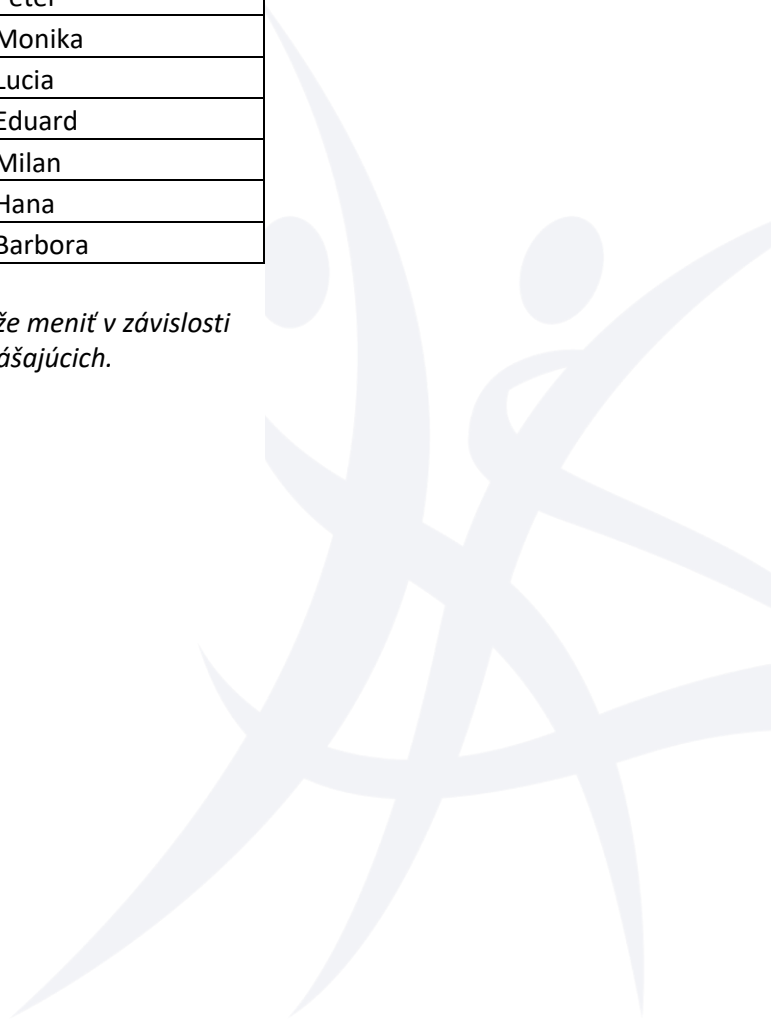 Monika
Lucia
Eduard
Milan
Hana
Barbora
že meniť v závislosti
ášajúcich.